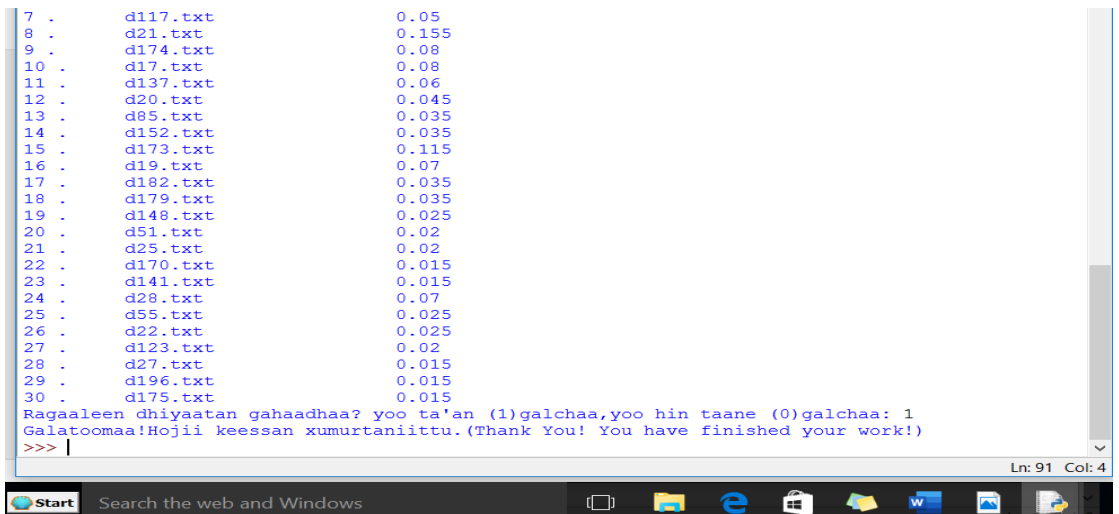 7 . d117.txt 0.05
8 . d21.txt 0.155
9 . d174.txt 0.08
10 . d17.txt 0.08
11 . d137.txt 0.06
12 . d20.txt 0.045
13 . d85.txt 0.035
14 . d152.txt 0.035
15 . d173.txt 0.115
16 . d19.txt 0.07
17 . d182.txt 0.035
18 . d179.txt 0.035
19 . d148.txt 0.025
20 . d51.txt 0.02
21 . d25.txt 0.02
22 . d170.txt 0.015
23 . d141.txt 0.015
24 . d28.txt 0.07
25 . d55.txt 0.025
26 . d22.txt 0.025
27 . d123.txt 0.02
28 . d27.txt 0.015
29 . d196.txt 0.015
30 . d175.txt 0.015
Ragaaleen dhiyaatan gahaadhaa? yoo ta'an (1)galchaa,yoo hin taane (0)galchaa: 1
Galatoomaa!Hojii keessan xumurtaniittu.(Thank You! You have finished your work!)
>>>
Ln: 91 Col: 4
Start Search the web and Windows